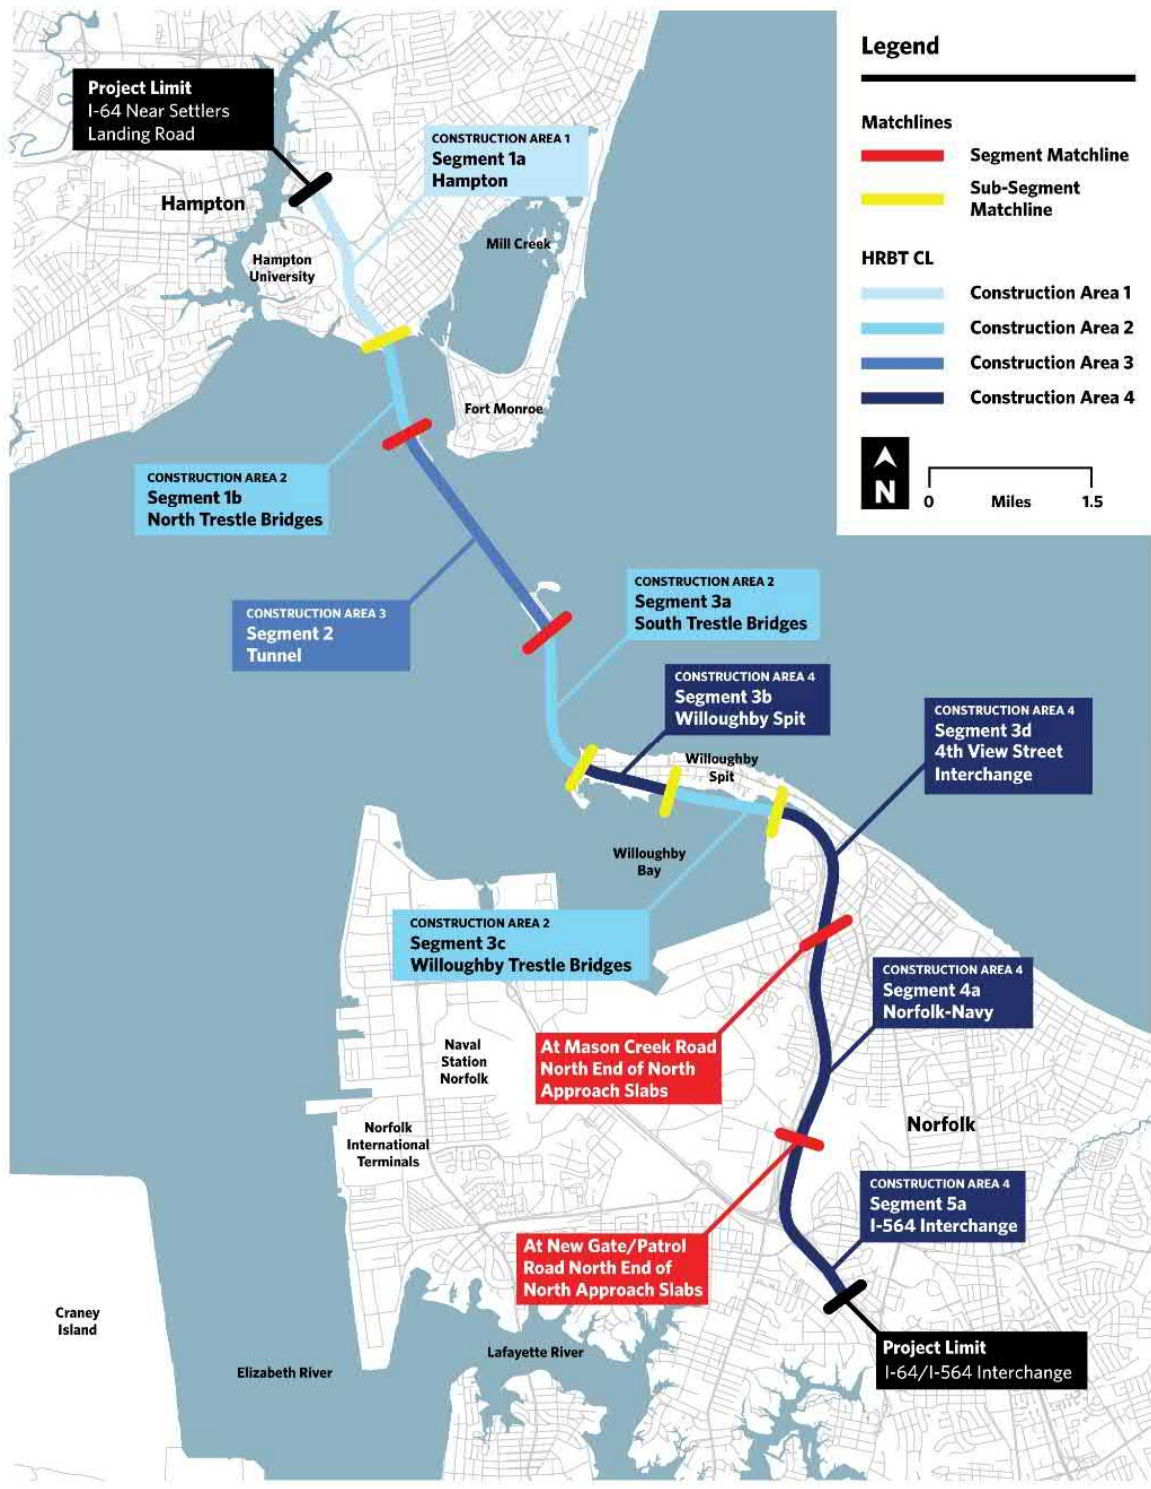 Legend
Matchlines
Segment Matchline
Sub-Segment
Matchline
HRBT CL
Construction Area 1
Construction Area 2
Construction Area 3
Construction Area 4
N
0 Miles 1.5
Project Limit
I-64 Near Settlers
Landing Road
CONSTRUCTION AREA 1
Segment 1a
Hampton
Hampton
Mill Creek
Hampton
University
Fort Monroe
CONSTRUCTION AREA 2
Segment 1b
North Trestle Bridges
CONSTRUCTION AREA 3
Segment 2
Tunnel
CONSTRUCTION AREA 2
Segment 3a
South Trestle Bridges
CONSTRUCTION AREA 4
Segment 3b
Willoughby Spit
CONSTRUCTION AREA 4
Segment 3d
4th View Street
Interchange
Willoughby
Spit
Willoughby
Bay
CONSTRUCTION AREA 2
Segment 3c
Willoughby Trestle Bridges
CONSTRUCTION AREA 4
Segment 4a
Norfolk-Navy
At Mason Creek Road
North End of North
Approach Slabs
Naval
Station
Norfolk
Norfolk
International
Terminals
Norfolk
CONSTRUCTION AREA 4
Segment 5a
I-564 Interchange
At New Gate/Patrol
Road North End of
North Approach Slabs
Craney
Island
Elizabeth River
Lafayette River
Project Limit
I-64/I-564 Interchange